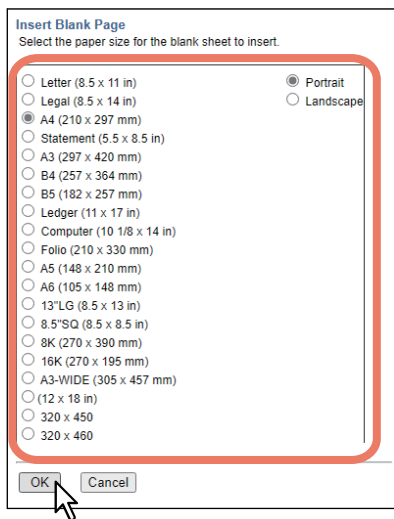 Insert Blank Page
Select the paper size for the blank sheet to insert.
Letter (8.5 x 11 in)
Portrait
Legal (8.5 x 14 in)
Landscape
A4 (210 x 297 mm)
Statement (5.5 x 8.5 in)
A3 (297 x 420 mm)
B4 (257 x 364 mm)
B5 (182 x 257 mm)
Ledger (11 x 17 in)
Computer (10 1/8 x 14 in)
Folio (210 x 330 mm)
A5 (148 x 210 mm)
A6 (105 x 148 mm)
13"LG (8.5 x 13 in)
8.5"SQ (8.5 x 8.5 in)
8K (270 x 390 mm)
16K (270 x 195 mm)
A3-WIDE (305 x 457 mm)
(12 x 18 in)
320 x 450
320 x 460
OK Cancel